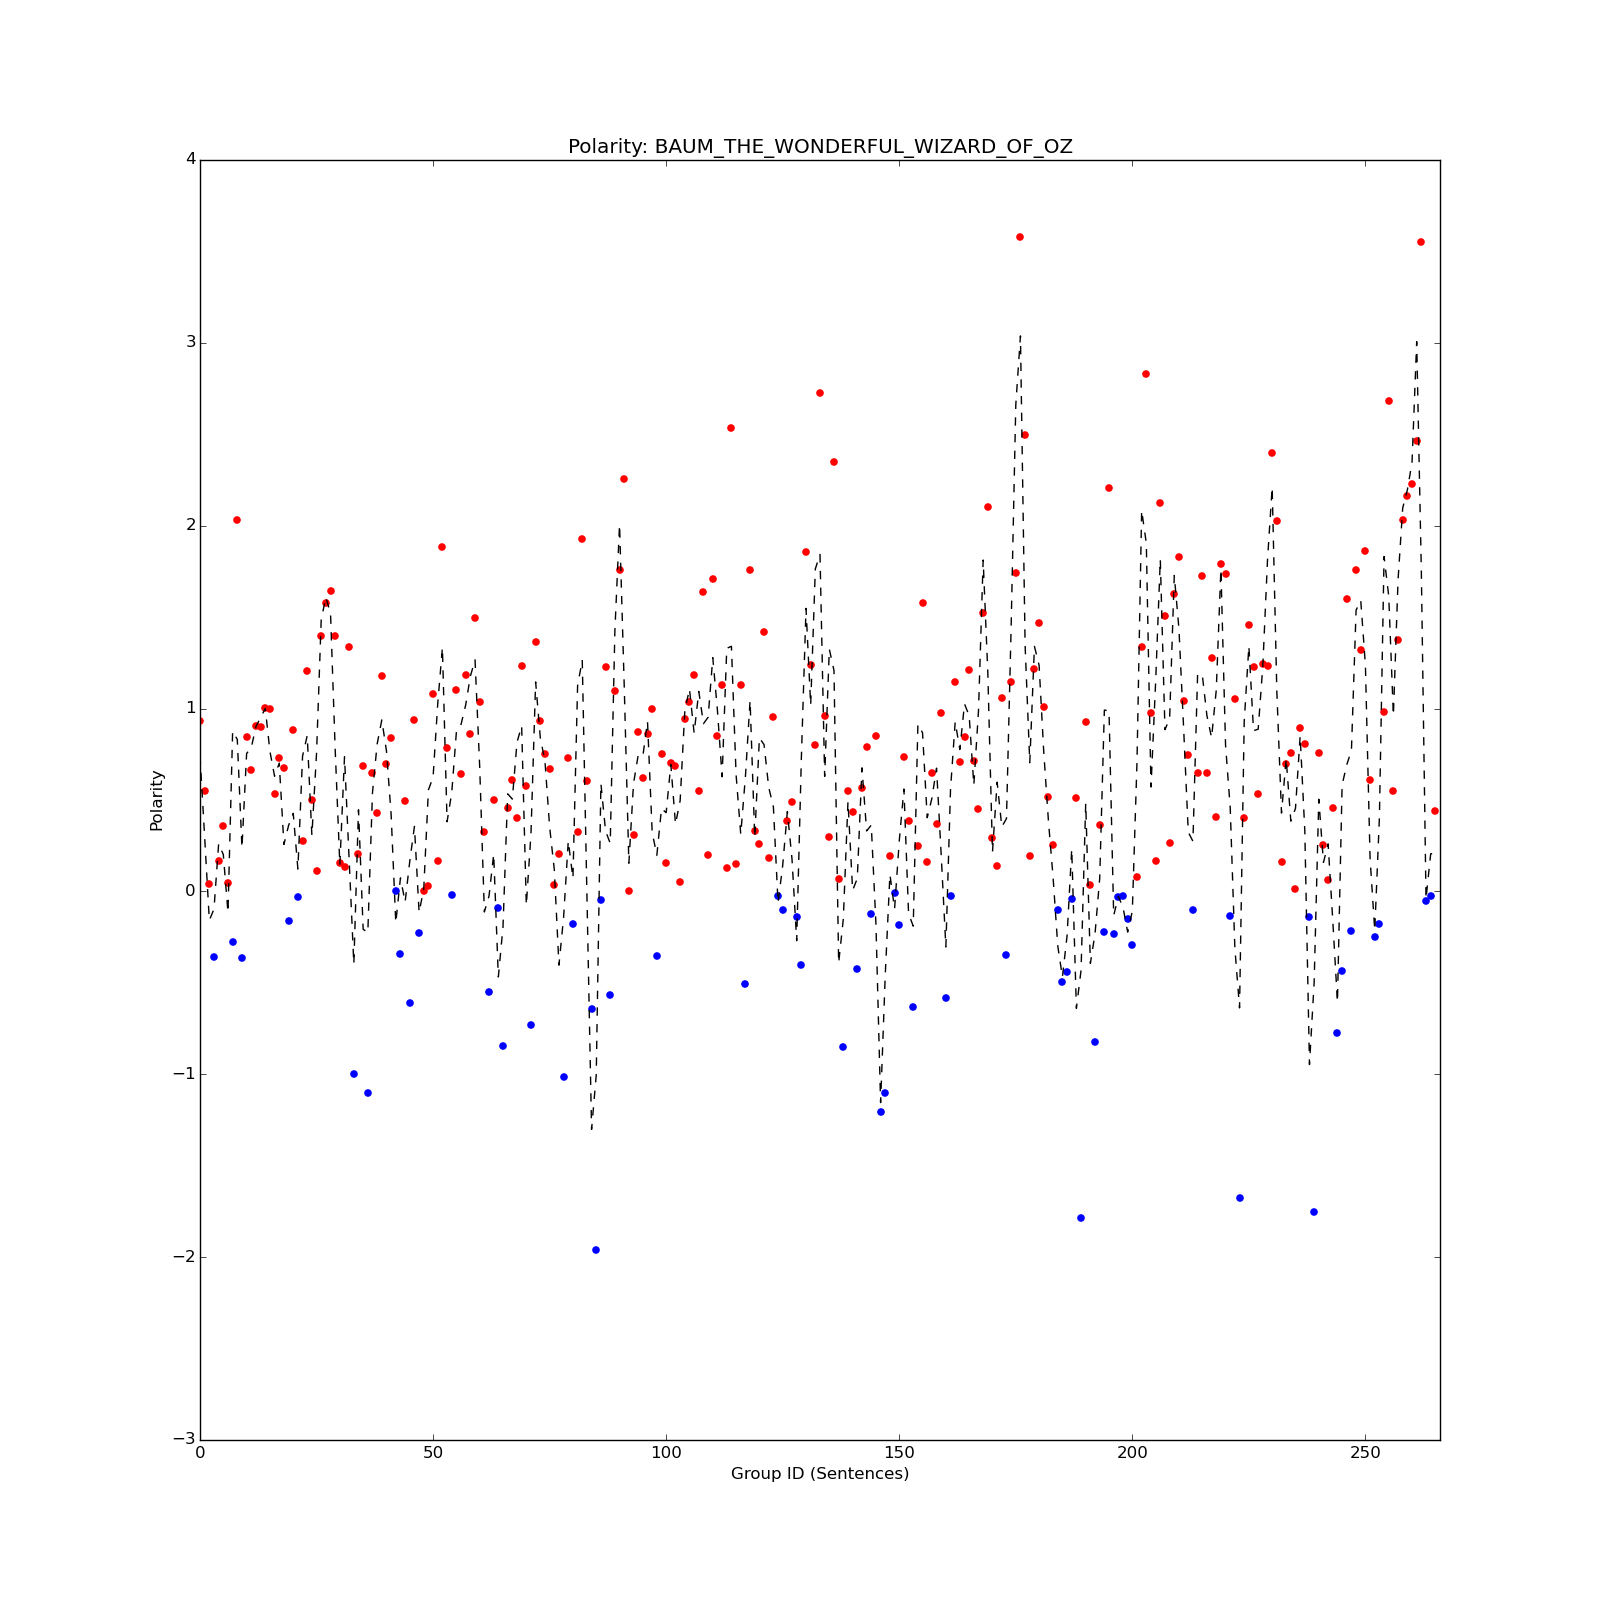 Polarity: BAUM_THE_WONDERFUL_WIZARD_OF_OZ
4
3
2
1
0
−1
−2
−3
Polarity
0 50 100 150 200 250
Group ID (Sentences)